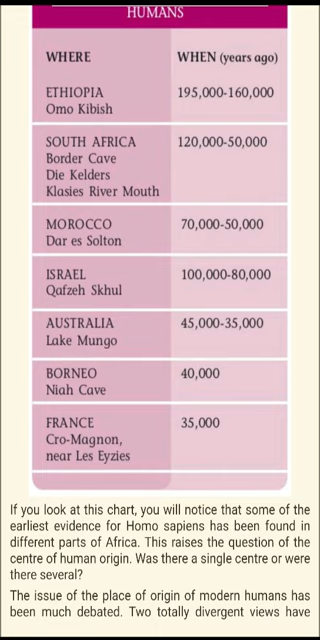 HUMANS
WHERE WHEN (years ago)
ETHIOPIA 195,000-160,000
Omo Kibish
SOUTH AFRICA 120,000-50,000
Border Cave
Die Kelders
Klasies River Mouth
MOROCCO 70,000-50,000
Dar es Solton
ISRAEL 100,000-80,000
Qafzeh Skhul
AUSTRALIA 45,000-35,000
Lake Mungo
BORNEO 40,000
Niah Cave
FRANCE 35,000
Cro-Magnon,
near Les Eyzies
If you look at this chart, you will notice that some of the
earliest evidence for Homo sapiens has been found in
different parts of Africa. This raises the question of the
centre of human origin. Was there a single centre or were
there several?
The issue of the place of origin of modern humans has
been much debated. Two totally divergent views have